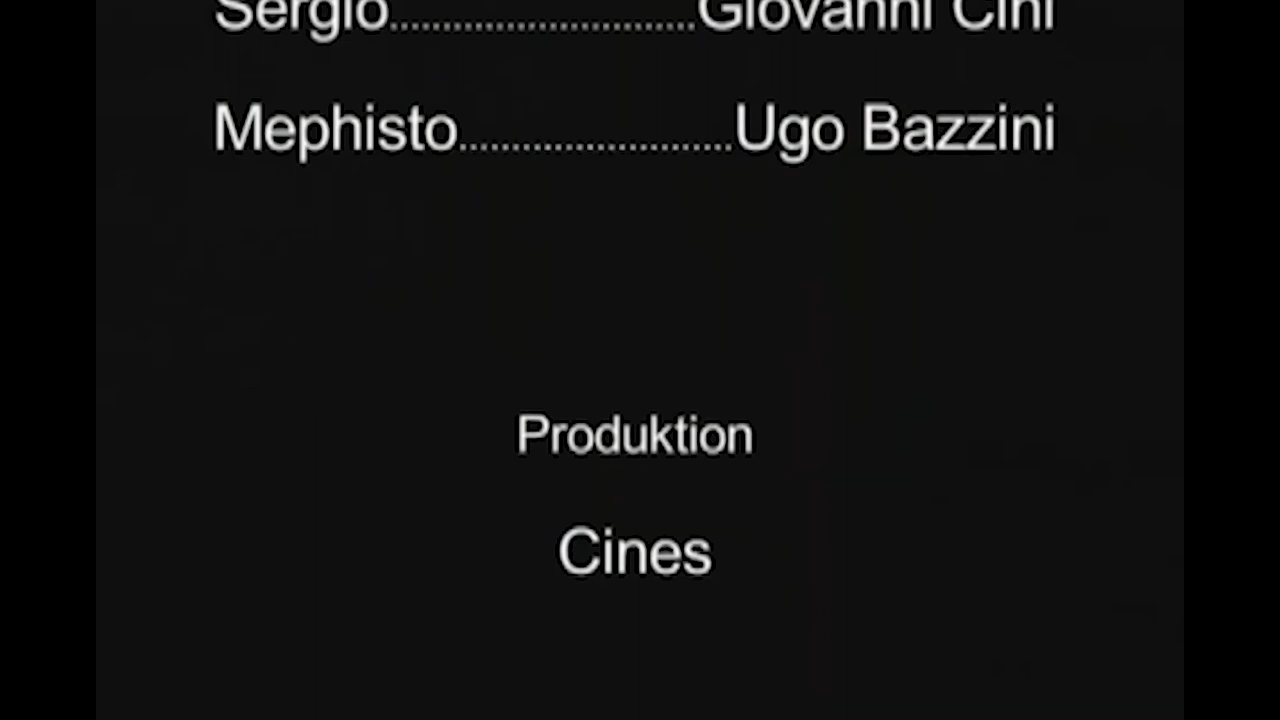 Sergio.........................Giovanni Cini
Mephisto.......................Ugo Bazzini
Produktion
Cines